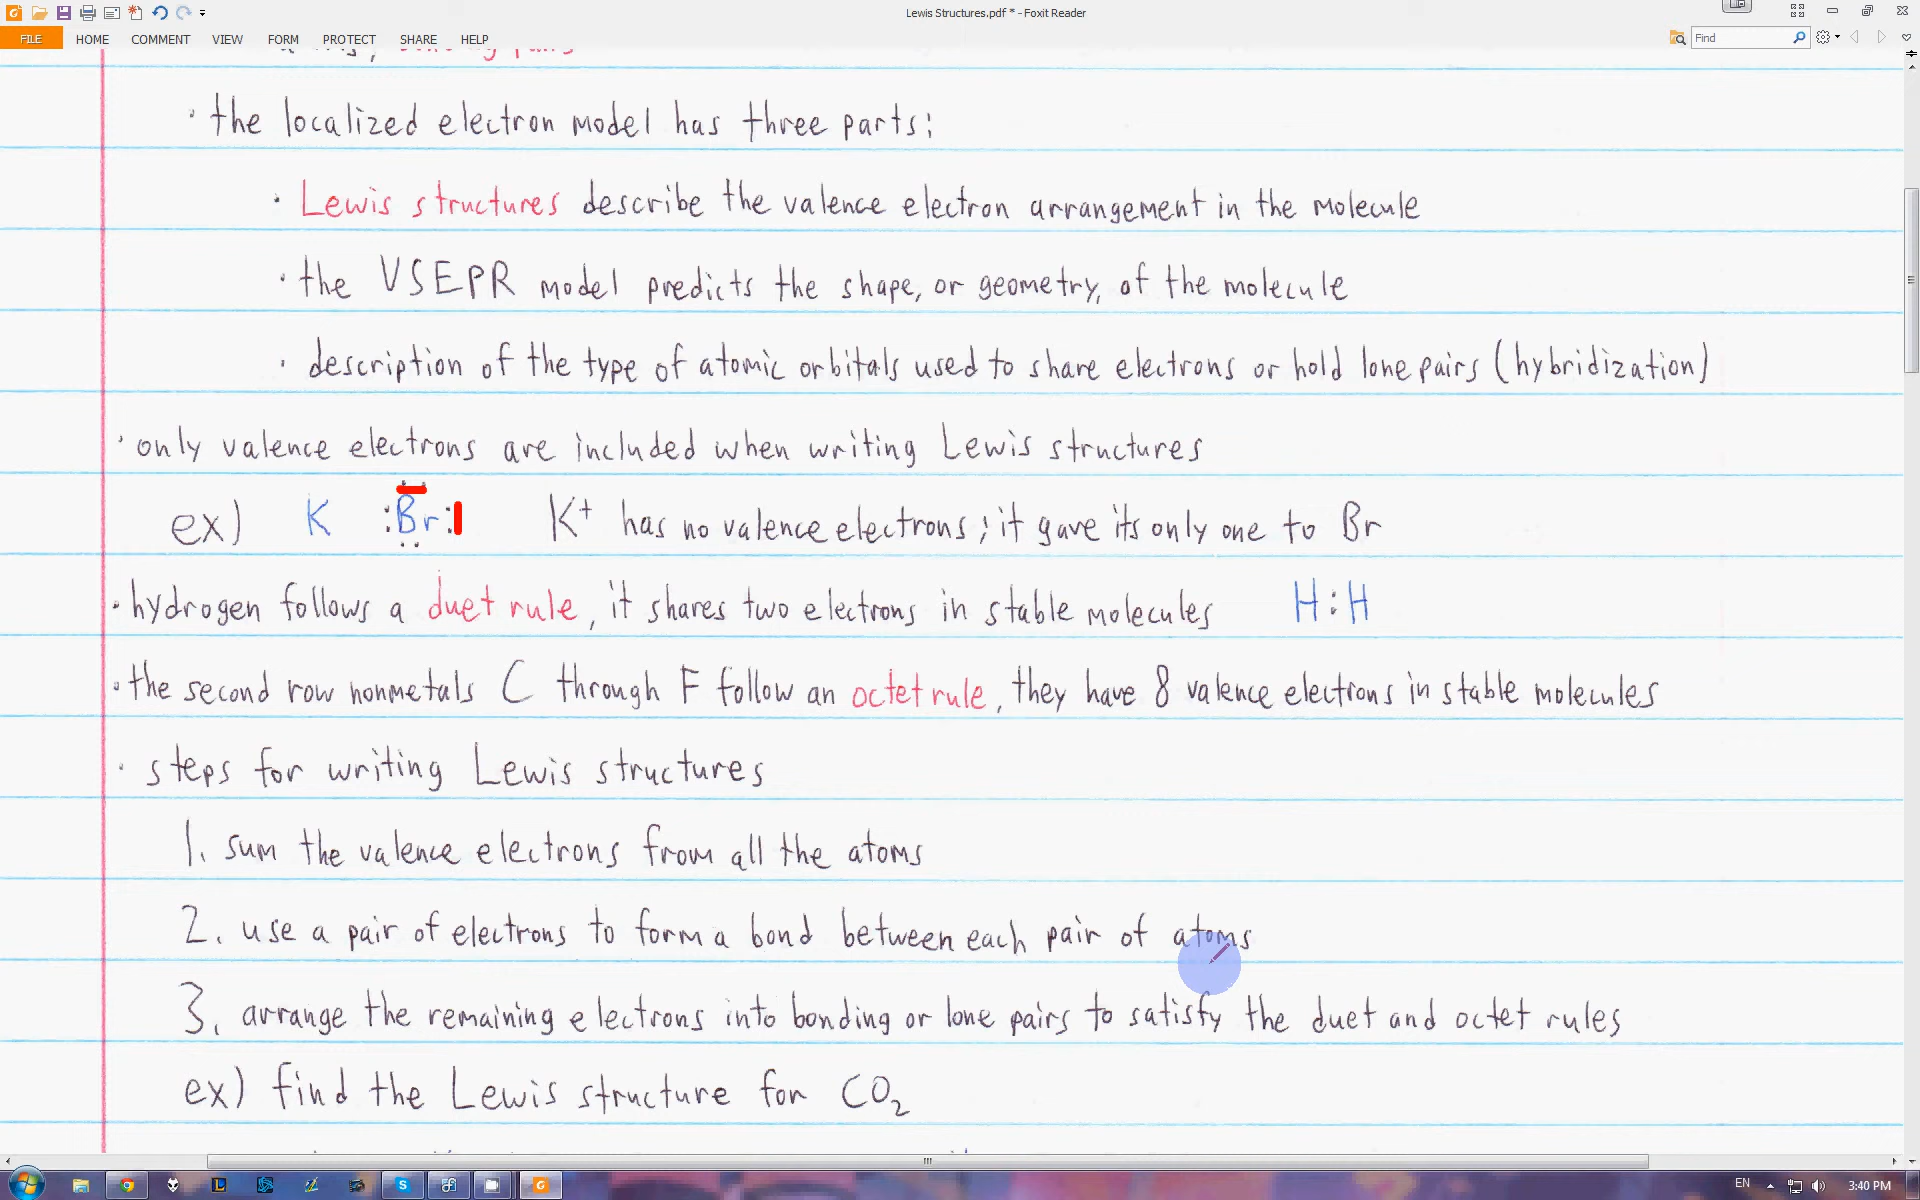 Lewis Structures.pdf * - Foxit Reader
FILE HOME COMMENT VIEW FORM PROTECT SHARE HELP
Find
· the localized electron model has three parts:
· Lewis structures describe the valence electron arrangement in the molecule
· the VSEPR model predicts the shape, or geometry, of the molecule
· description of the type of atomic orbitals used to share electrons or hold lone pairs (hybridization)
· only valence electrons are included when writing Lewis structures
ex) K :Br: K⁺ has no valence electrons; it gave its only one to Br
· hydrogen follows a duet rule, it shares two electrons in stable molecules H:H
· the second row nonmetals C through F follow an octet rule, they have 8 valence electrons in stable molecules
· steps for writing Lewis structures
1. sum the valence electrons from all the atoms
2. use a pair of electrons to form a bond between each pair of atoms
3. arrange the remaining electrons into bonding or lone pairs to satisfy the duet and octet rules
ex) find the Lewis structure for CO₂
EN 3:40 PM